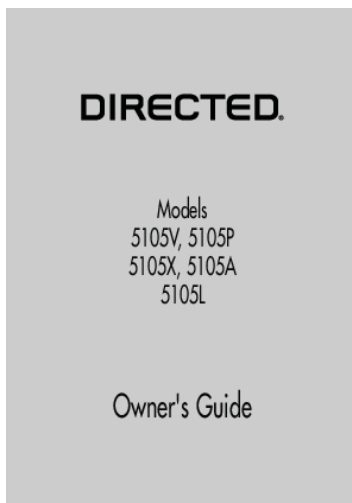 DIRECTED®
Models
5105V, 5105P
5105X, 5105A
5105L
Owner's Guide